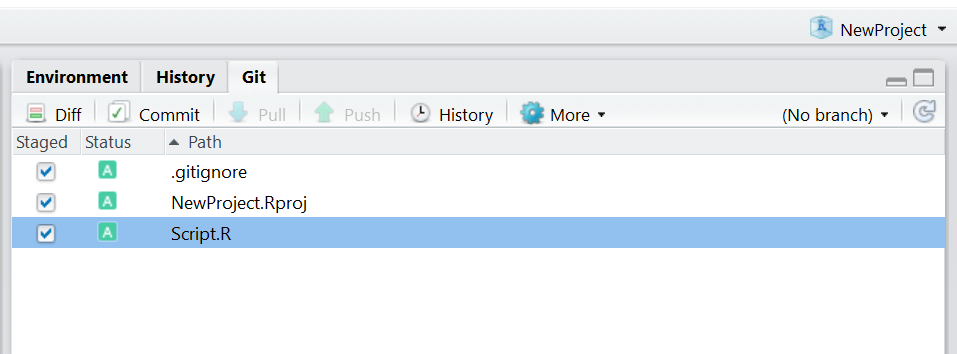 NewProject
Environment History Git
Diff Commit Pull Push History More (No branch)
Staged Status Path
A .gitignore
A NewProject.Rproj
A Script.R